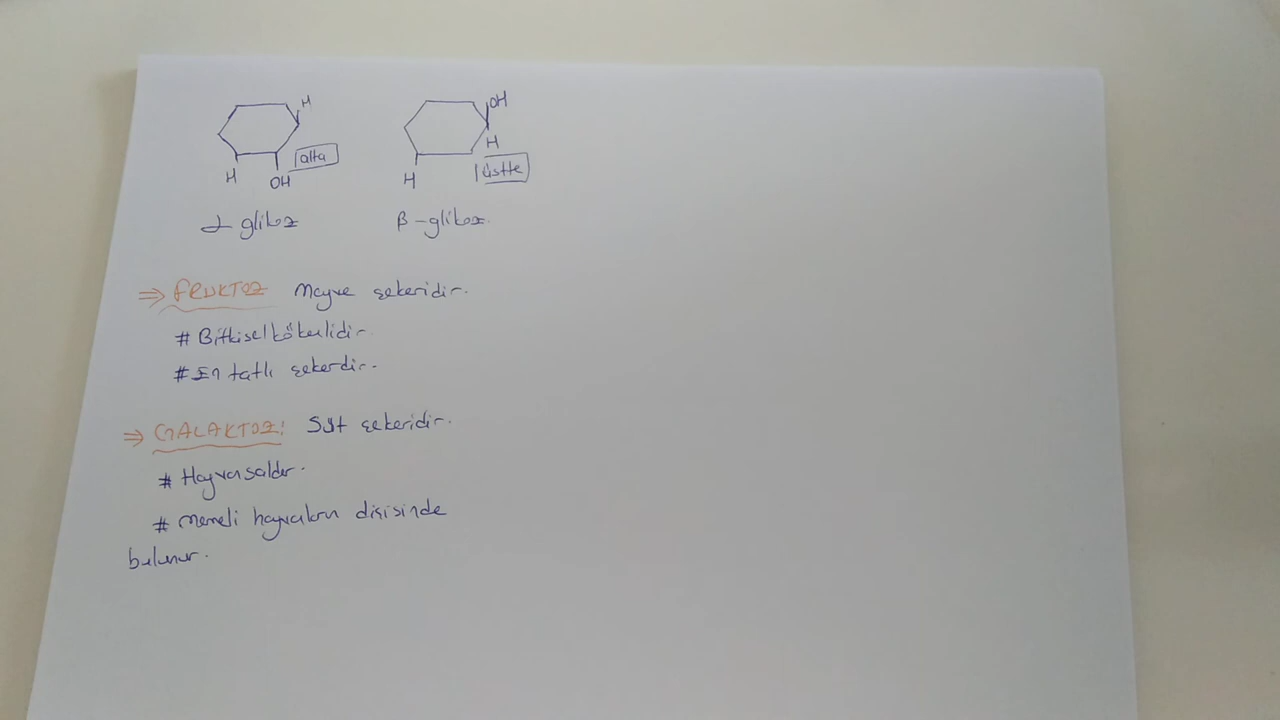 H OH
alta H
H OH H üstte
α glikoz β-glikoz.
⇒ FRUKTOZ Meyve şekeridir.
# Bitkisel kökenlidir.
# En tatlı şekerdir.
⇒ GALAKTOZ: Süt şekeridir.
# Hayvansaldır.
# Memeli hayvanların dişisinde
bulunur.